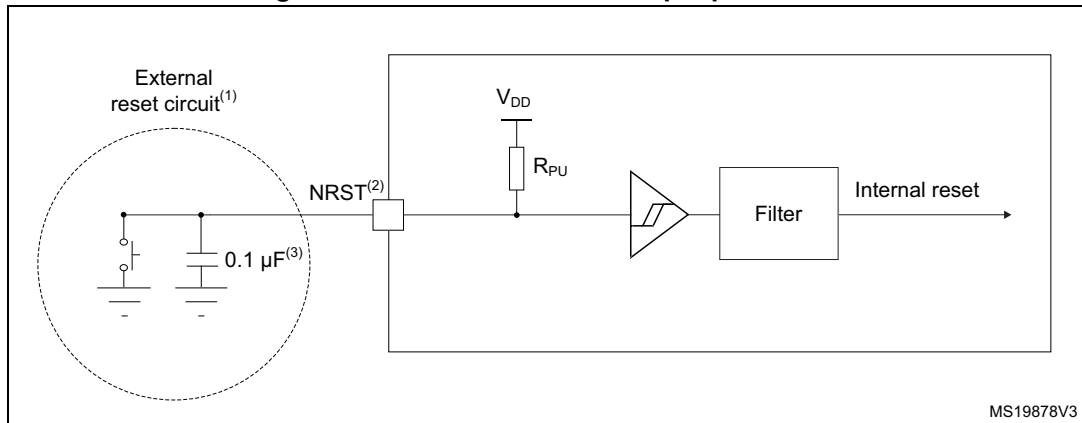 External
reset circuit(1)
VDD
RPU
NRST(2)
Filter
Internal reset
0.1 µF(3)
MS19878V3